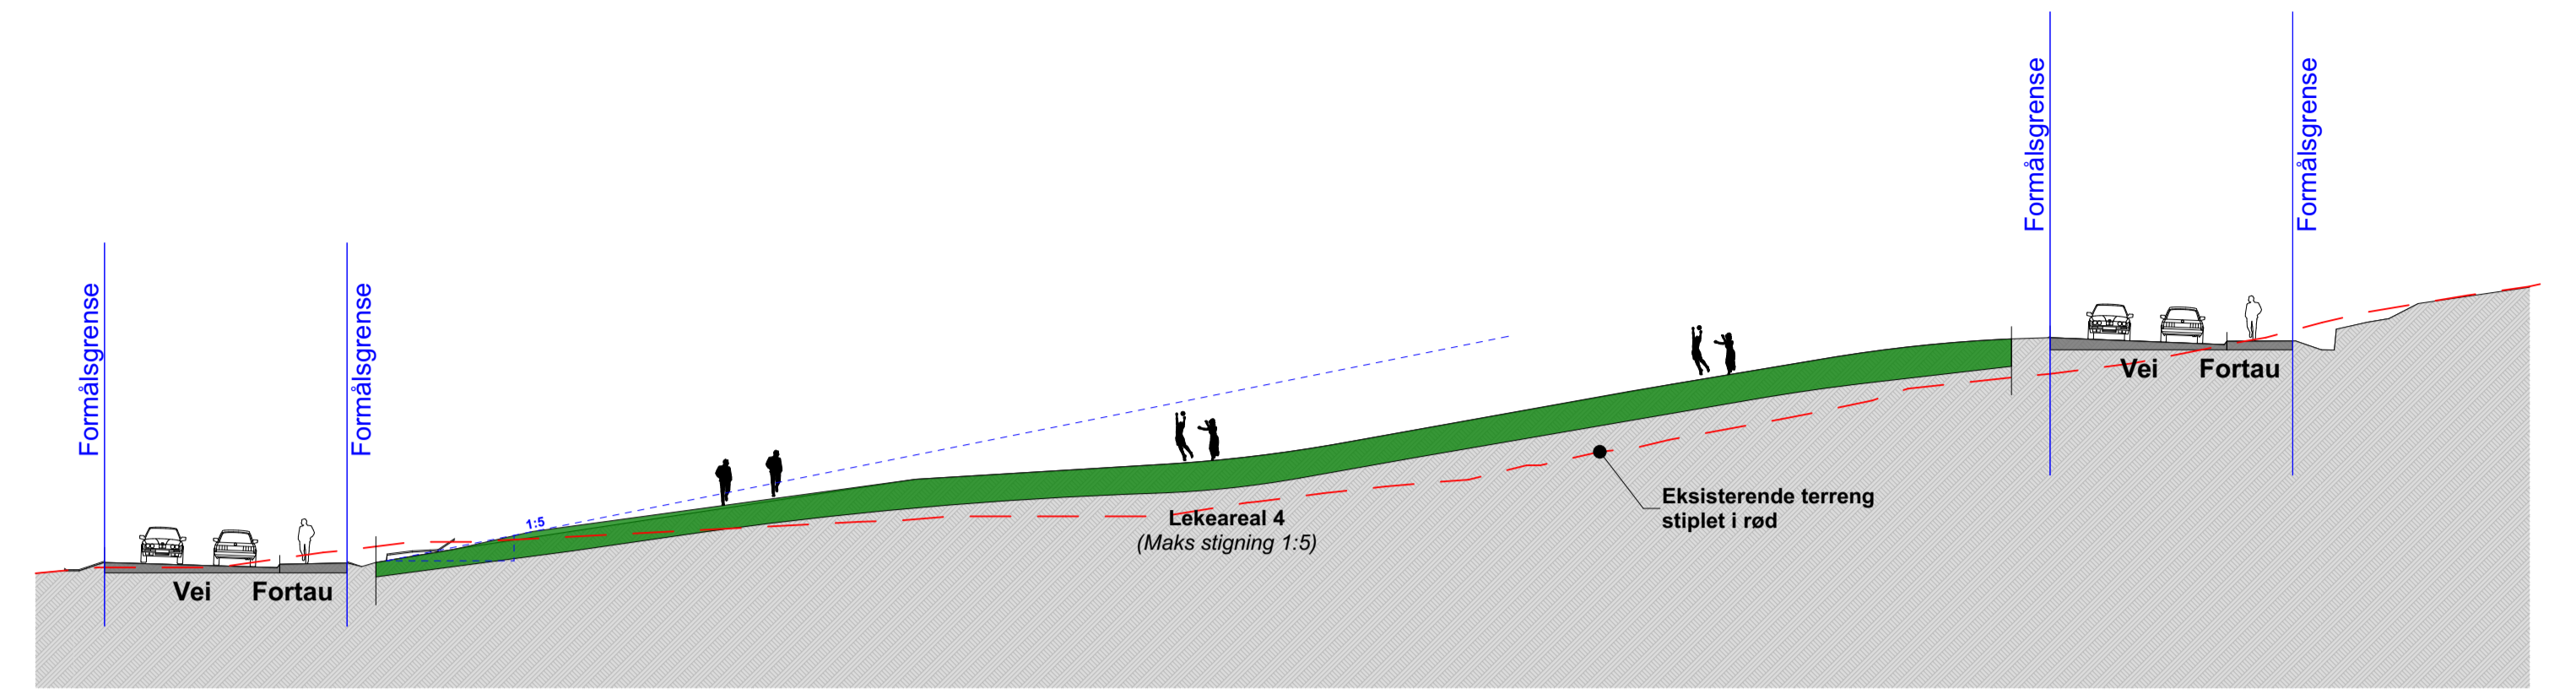 Formålsgrense
Formålsgrense
Formålsgrense
Formålsgrense
1:5
Vei
Fortau
Vei
Fortau
Lekeareal 4
(Maks stigning 1:5)
Eksisterende terreng
stiplet i rød